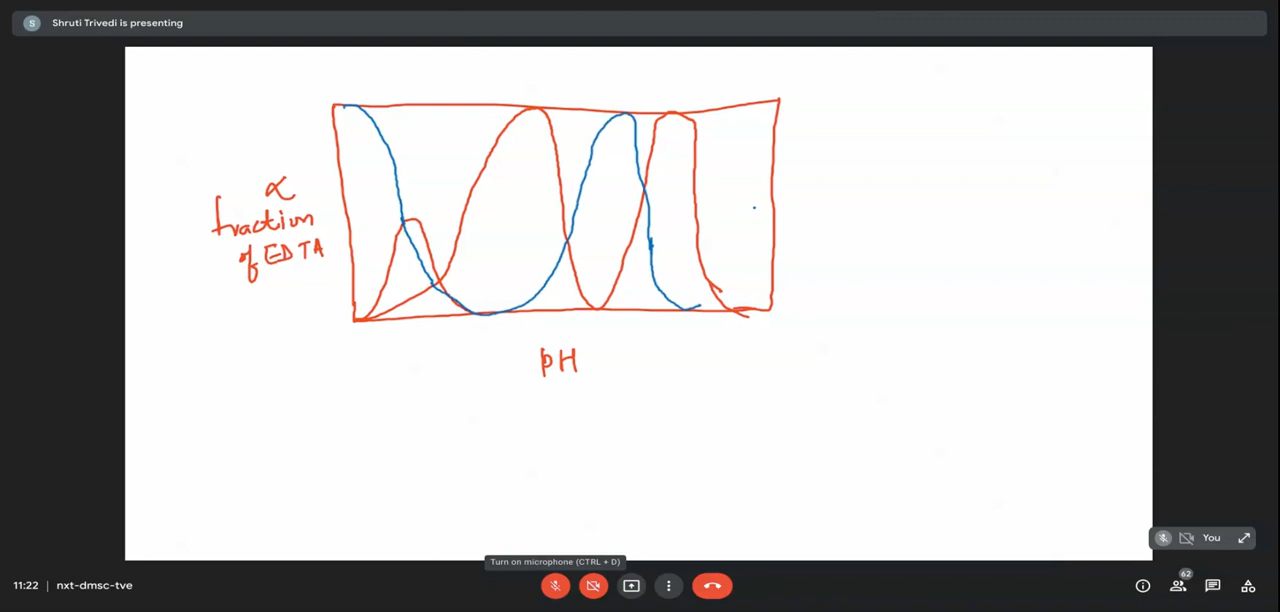 S Shruti Trivedi is presenting
∝
fraction
of EDTA
pH
You
Turn on microphone (CTRL + D)
11:22 nxt-dmsc-tve
62